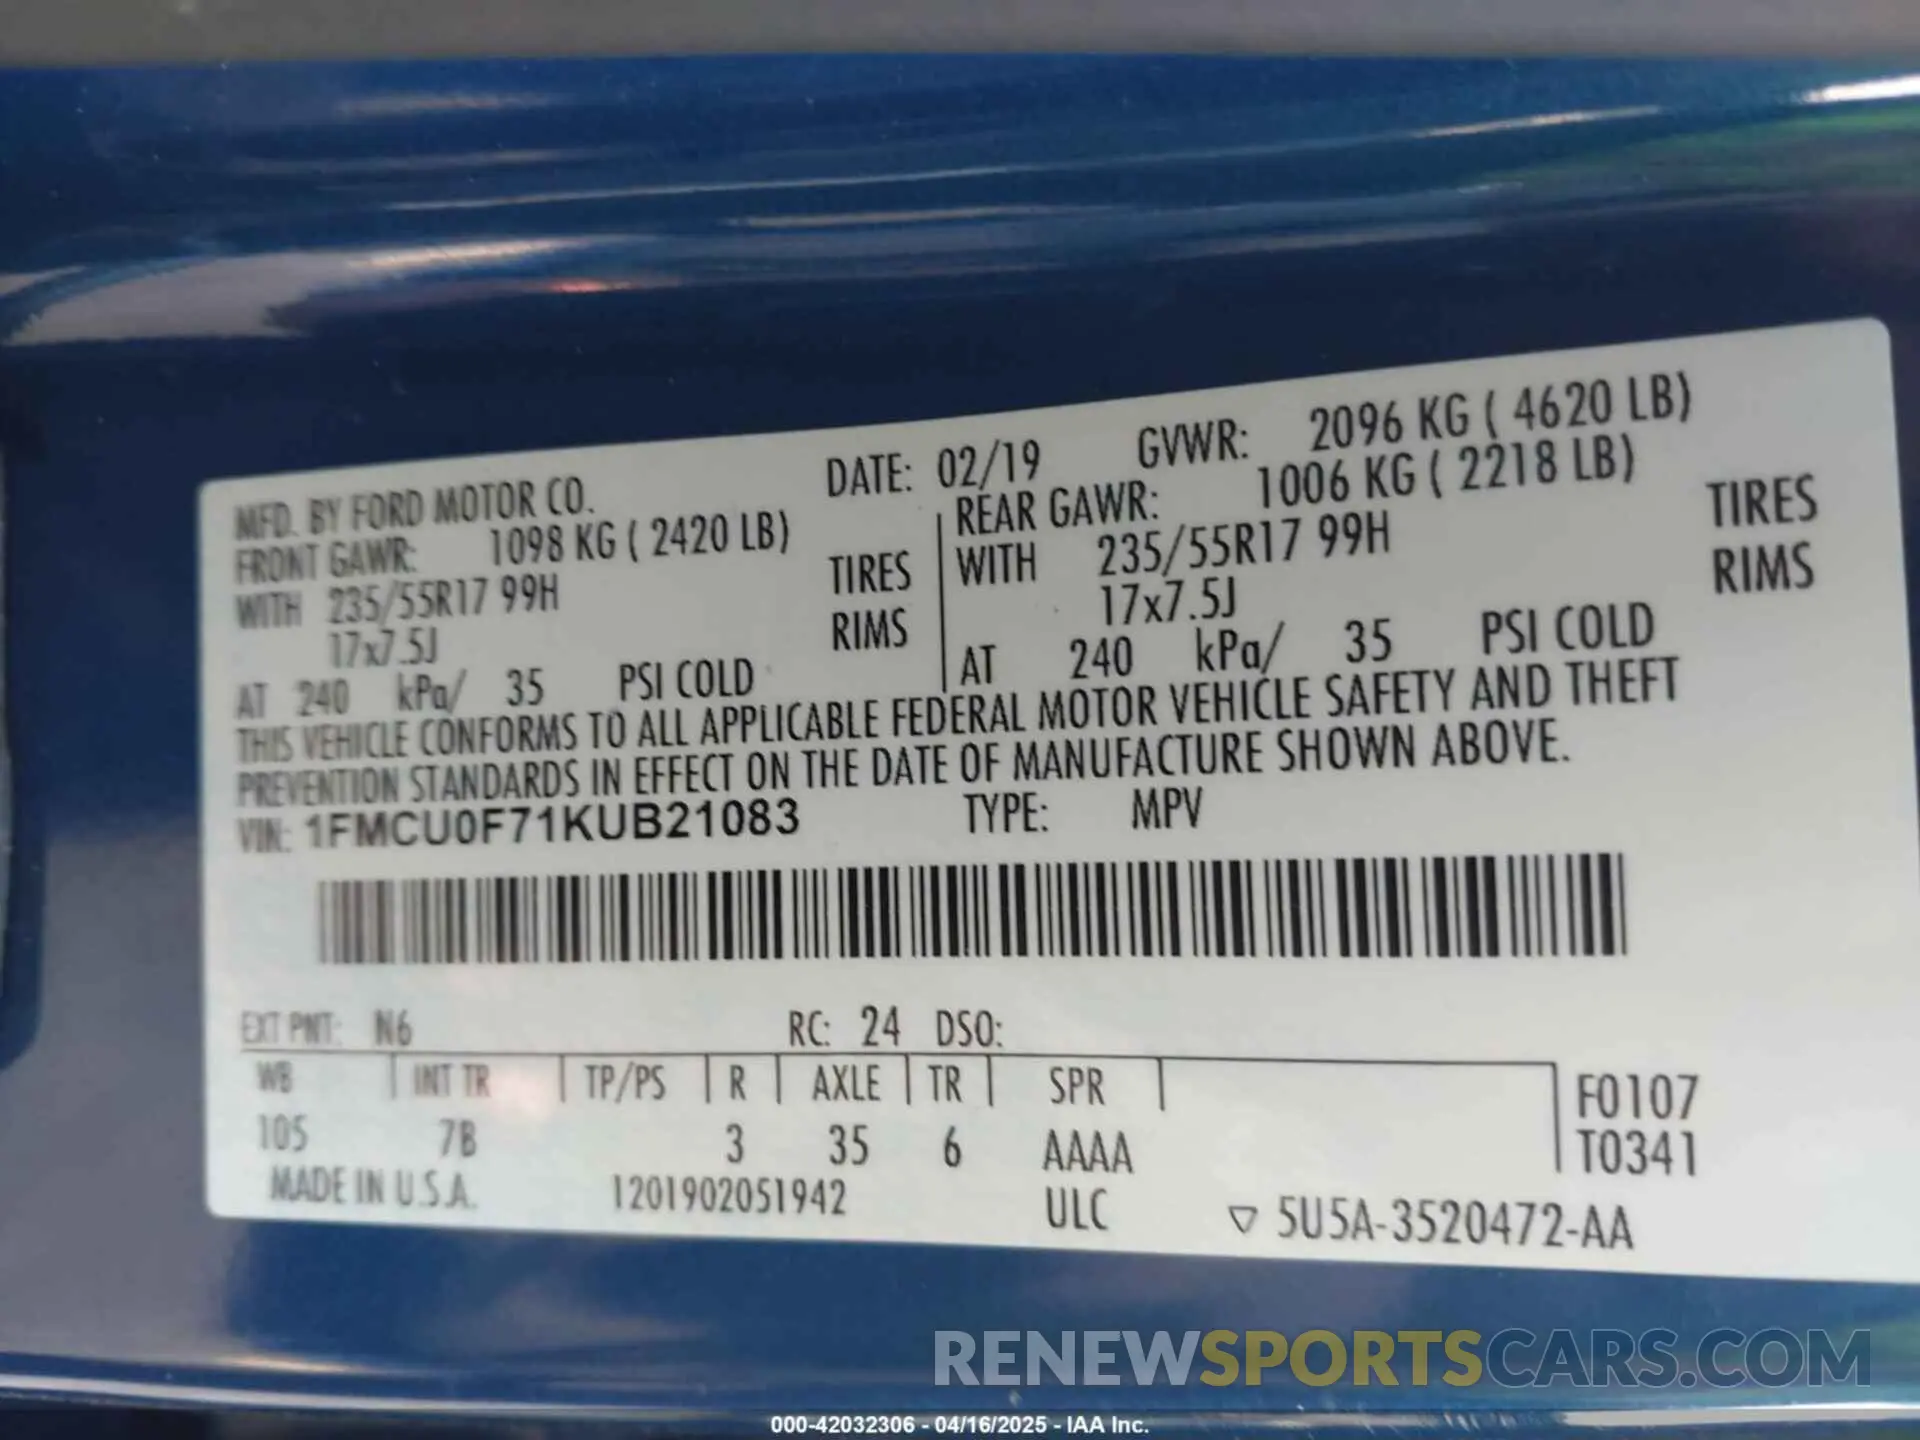 MFD. BY FORD MOTOR CO. DATE: 02/19 GVWR: 2096 KG ( 4620 LB)
FRONT GAWR: 1098 KG ( 2420 LB) REAR GAWR: 1006 KG ( 2218 LB)
WITH 235/55R17 99H TIRES WITH 235/55R17 99H TIRES
17x7.5J RIMS 17x7.5J RIMS
AT 240 kPa/ 35 PSI COLD AT 240 kPa/ 35 PSI COLD
THIS VEHICLE CONFORMS TO ALL APPLICABLE FEDERAL MOTOR VEHICLE SAFETY AND THEFT
PREVENTION STANDARDS IN EFFECT ON THE DATE OF MANUFACTURE SHOWN ABOVE.
VIN: 1FMCU0F71KUB21083 TYPE: MPV
EXT PNT: N6 RC: 24 DSO:
WB INT TR TP/PS R AXLE TR SPR F0107
105 7B 3 35 6 AAAA T0341
MADE IN U.S.A. 1201902051942 ULC ▽ 5U5A-3520472-AA
RENEWSPORTSCARS.COM
000-42032306 - 04/16/2025 - IAA Inc.